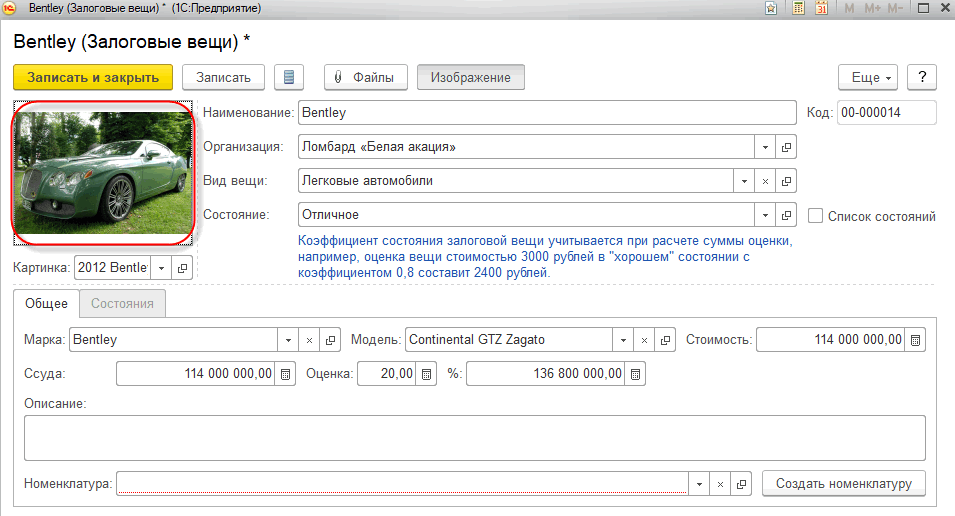 Bentley (Залоговые вещи) * (1С:Предприятие)
M M+ M-
31
Bentley (Залоговые вещи) *
Записать и закрыть Записать Файлы Изображение Еще ?
Наименование: Bentley Код: 00-000014
Организация: Ломбард «Белая акация»
Вид вещи: Легковые автомобили
Состояние: Отличное Список состояний
Коэффициент состояния залоговой вещи учитывается при расчете суммы оценки,
например, оценка вещи стоимостью 3000 рублей в "хорошем" состоянии с
коэффициентом 0,8 составит 2400 рублей.
Картинка: 2012 Bentle
Общее Состояния
Марка: Bentley Модель: Continental GTZ Zagato Стоимость: 114 000 000,00
Ссуда: 114 000 000,00 Оценка: 20,00 %: 136 800 000,00
Описание:
Номенклатура: Создать номенклатуру